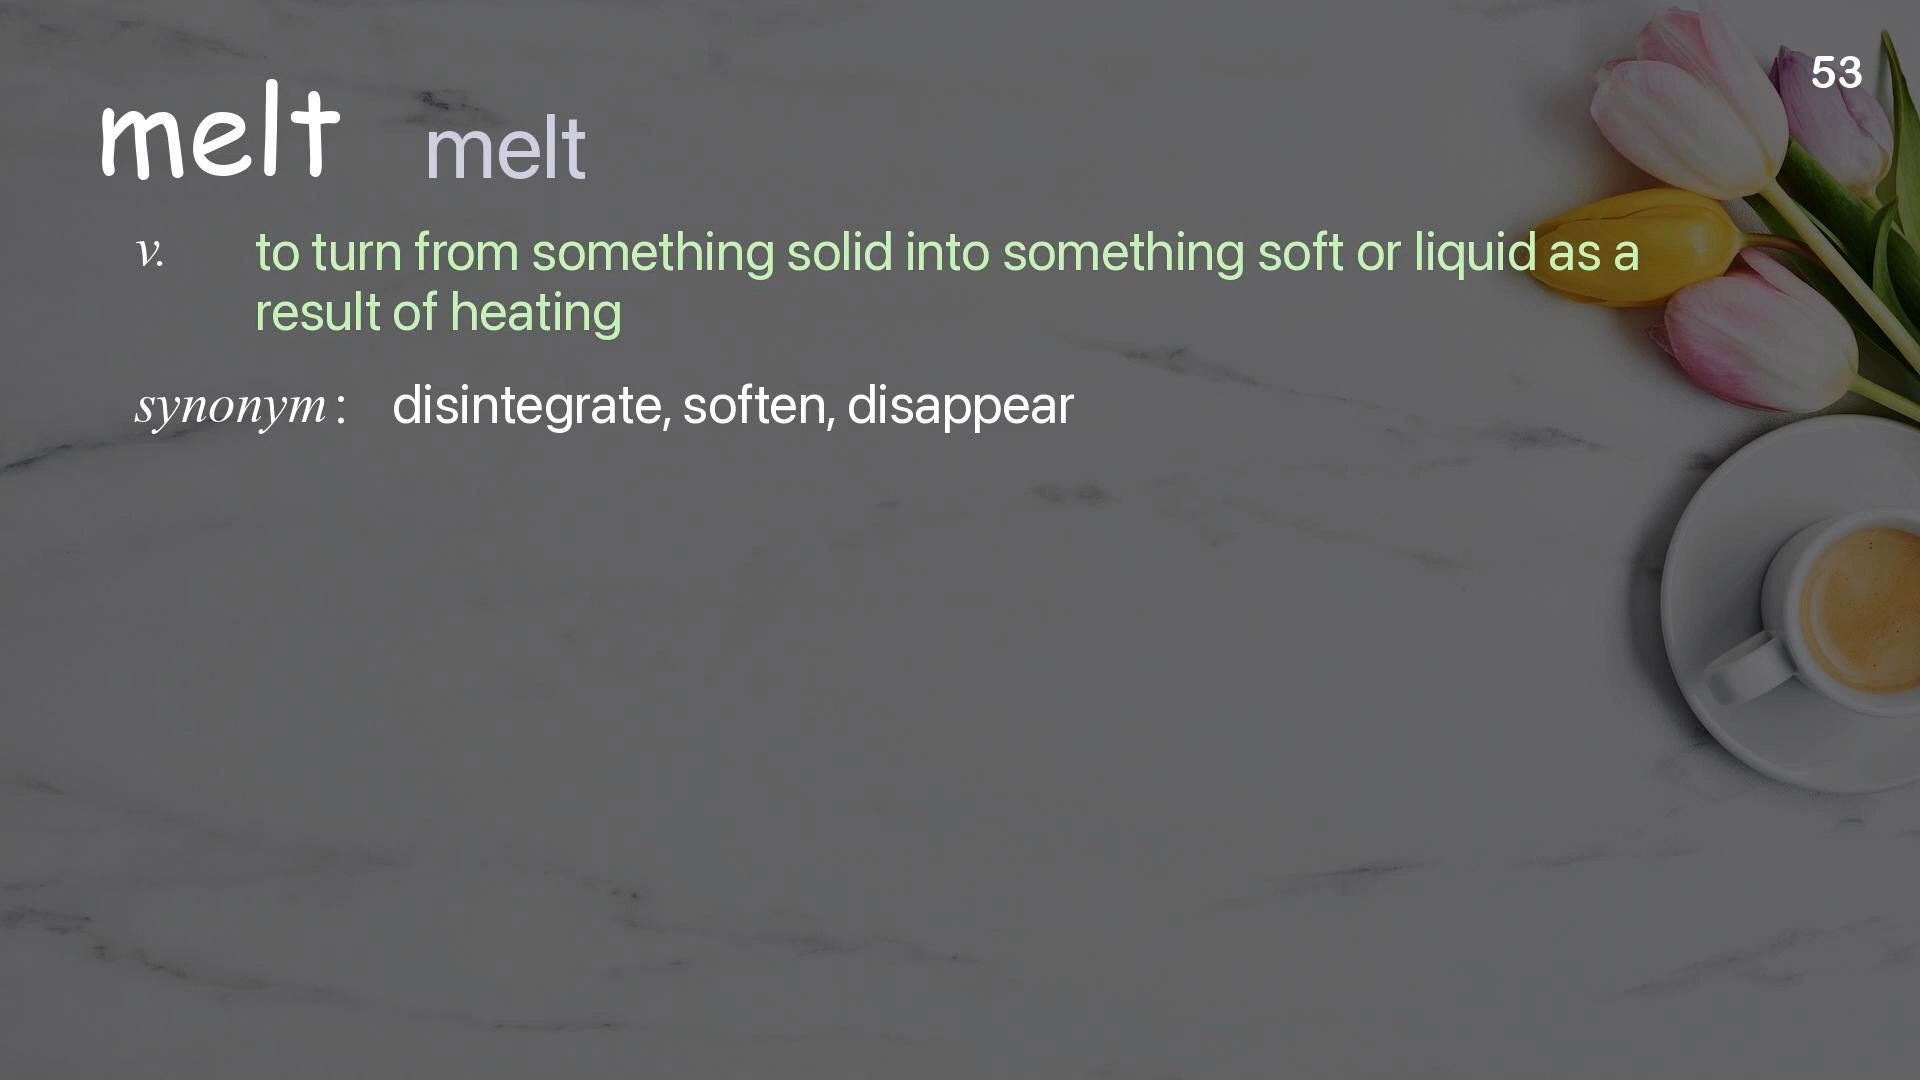 53
melt melt
v. to turn from something solid into something soft or liquid as a
result of heating
synonym : disintegrate, soften, disappear